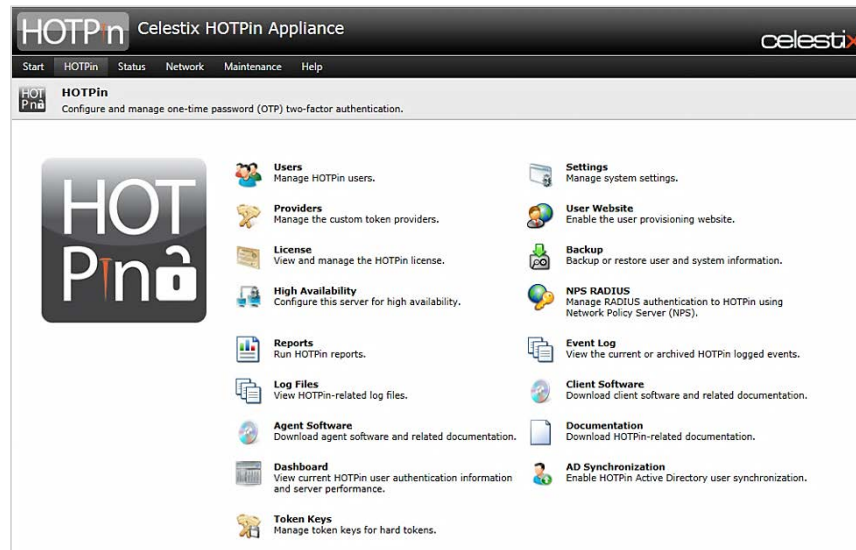 HOTPin Celestix HOTPin Appliance
celestix
Start HOTPin Status Network Maintenance Help
HOT
Pin
HOTPin
Configure and manage one-time password (OTP) two-factor authentication.
HOT
Pin
Users
Manage HOTPin users.
Settings
Manage system settings.
Providers
Manage the custom token providers.
User Website
Enable the user provisioning website.
License
View and manage the HOTPin license.
Backup
Backup or restore user and system information.
High Availability
Configure this server for high availability.
NPS RADIUS
Manage RADIUS authentication to HOTPin using
Network Policy Server (NPS).
Reports
Run HOTPin reports.
Event Log
View the current or archived HOTPin logged events.
Log Files
View HOTPin-related log files.
Client Software
Download client software and related documentation.
Agent Software
Download agent software and related documentation.
Documentation
Download HOTPin-related documentation.
Dashboard
View current HOTPin user authentication information
and server performance.
AD Synchronization
Enable HOTPin Active Directory user synchronization.
Token Keys
Manage token keys for hard tokens.